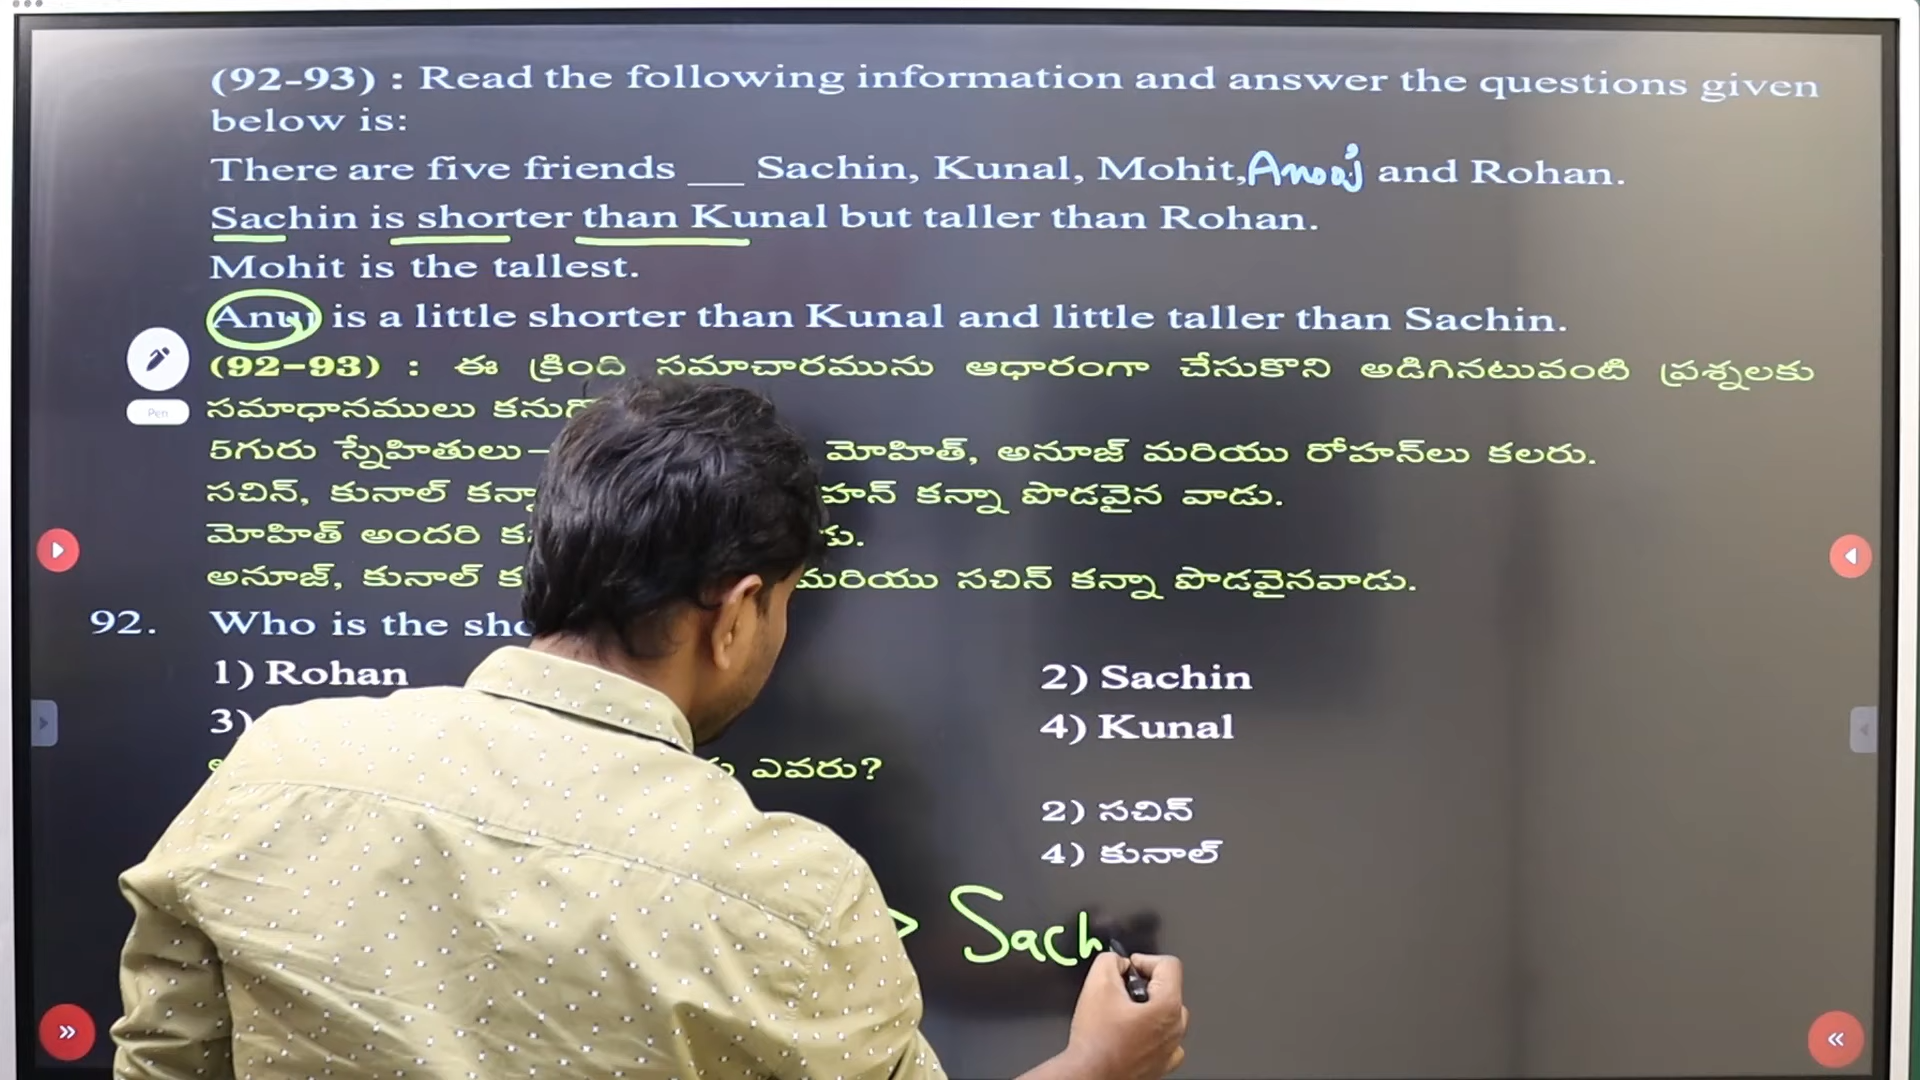 (92-93) : Read the following information and answer the questions given
below is:
There are five friends ___ Sachin, Kunal, Mohit, Anooj and Rohan.
Sachin is shorter than Kunal but taller than Rohan.
Mohit is the tallest.
Anuj is a little shorter than Kunal and little taller than Sachin.
(92–93) : ఈ క్రింది సమాచారమును ఆధారంగా చేసుకొని అడిగినటువంటి ప్రశ్నలకు
Pen
సమాధానములు
5గురు స్నేహితులు– మోహిత్, అనూజ్ మరియు రోహన్‌లు కలరు.
సచిన్, కునాల్ కన్నా పొడవైన వాడు.
మోహిత్ అందరి
అనూజ్, కునాల్ మరియు సచిన్ కన్నా పొడవైనవాడు.
92. Who is the
1) Rohan 2) Sachin
3) 4) Kunal
ఎవరు?
2) సచిన్
4) కునాల్
> Sach